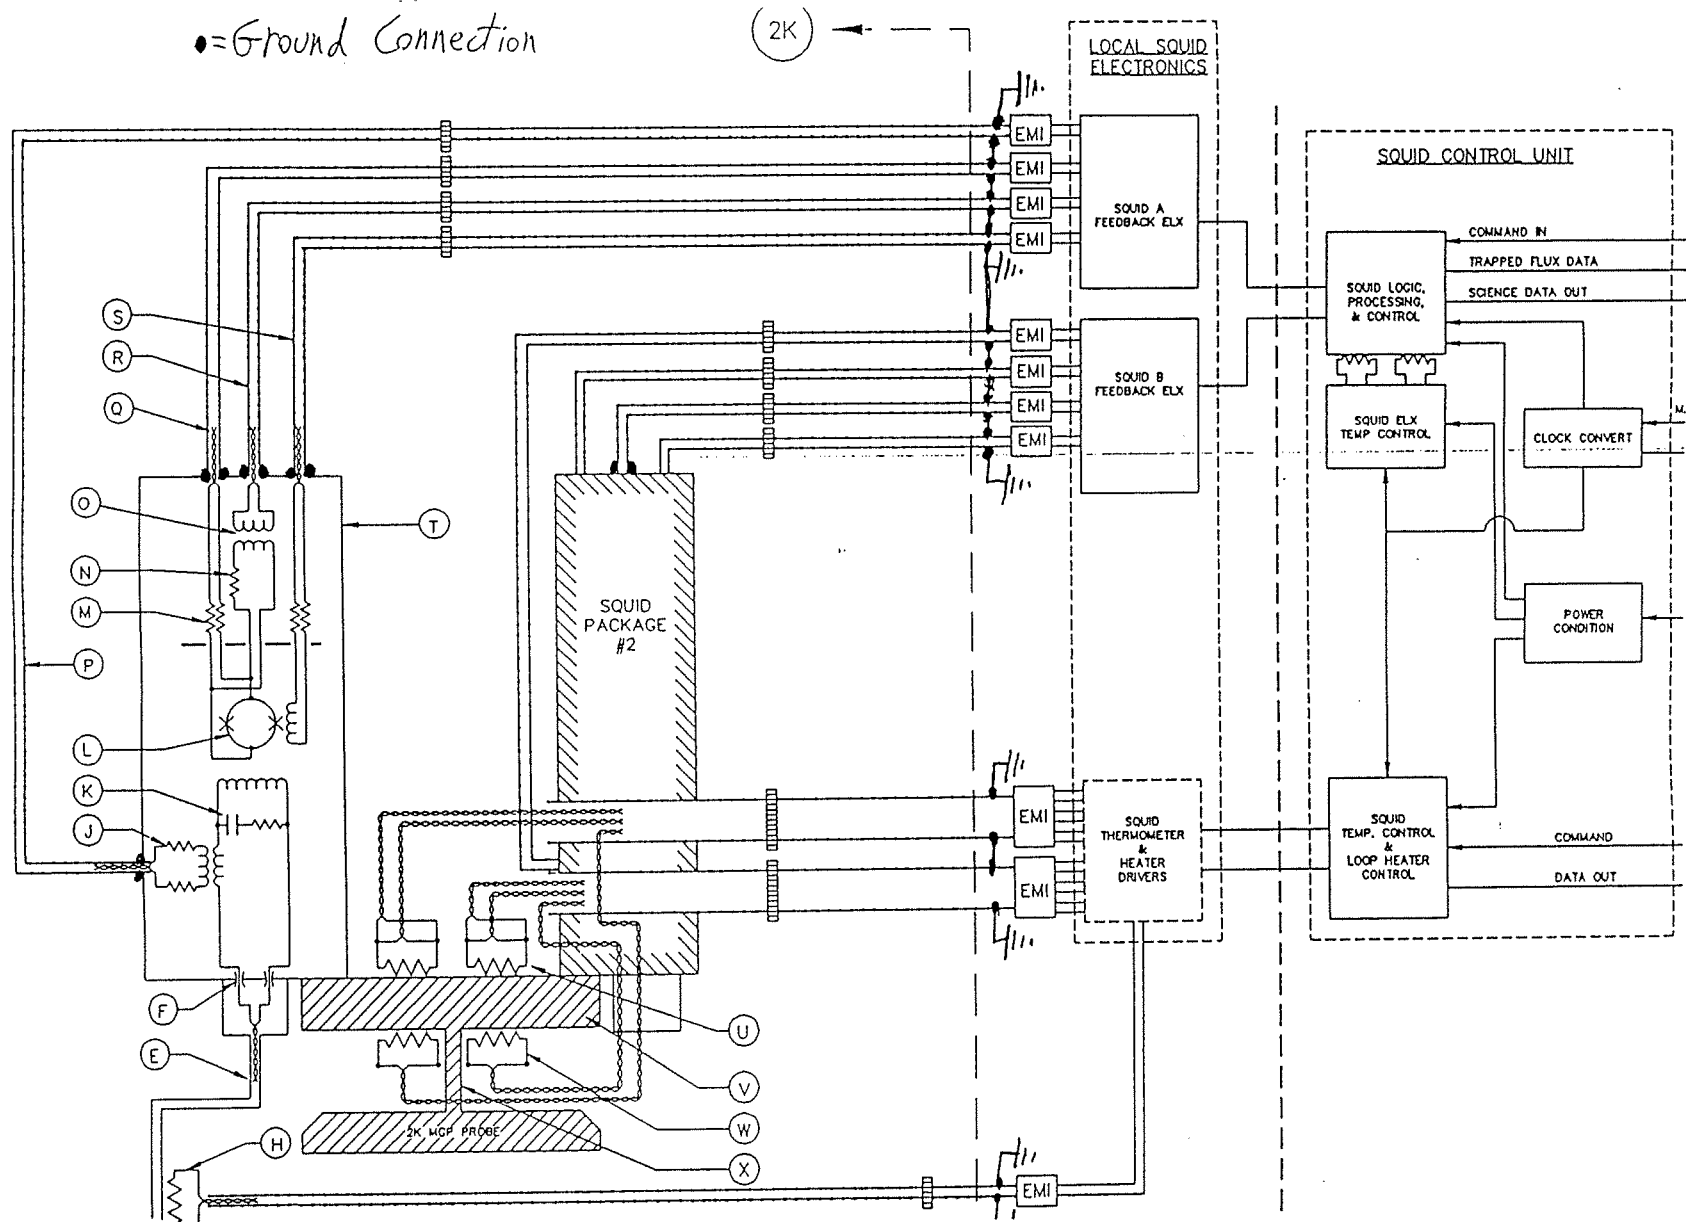 •=Ground Connection
2K
LOCAL SQUID
ELECTRONICS
EMI
EMI
EMI
EMI
SQUID A
FEEDBACK ELX
SQUID CONTROL UNIT
COMMAND IN
TRAPPED FLUX DATA
SCIENCE DATA OUT
SQUID LOGIC,
PROCESSING,
& CONTROL
S
R
Q
EMI
EMI
EMI
EMI
SQUID B
FEEDBACK ELX
SQUID ELX
TEMP CONTROL
CLOCK CONVERT
M
O
T
N
M
P
L
K
J
SQUID
PACKAGE
#2
POWER
CONDITION
EMI
EMI
SQUID
THERMOMETER
&
HEATER
DRIVERS
SQUID
TEMP. CONTROL
&
LOOP HEATER
CONTROL
COMMAND
DATA OUT
F
E
U
V
W
X
2K MGP PROBE
H
EMI